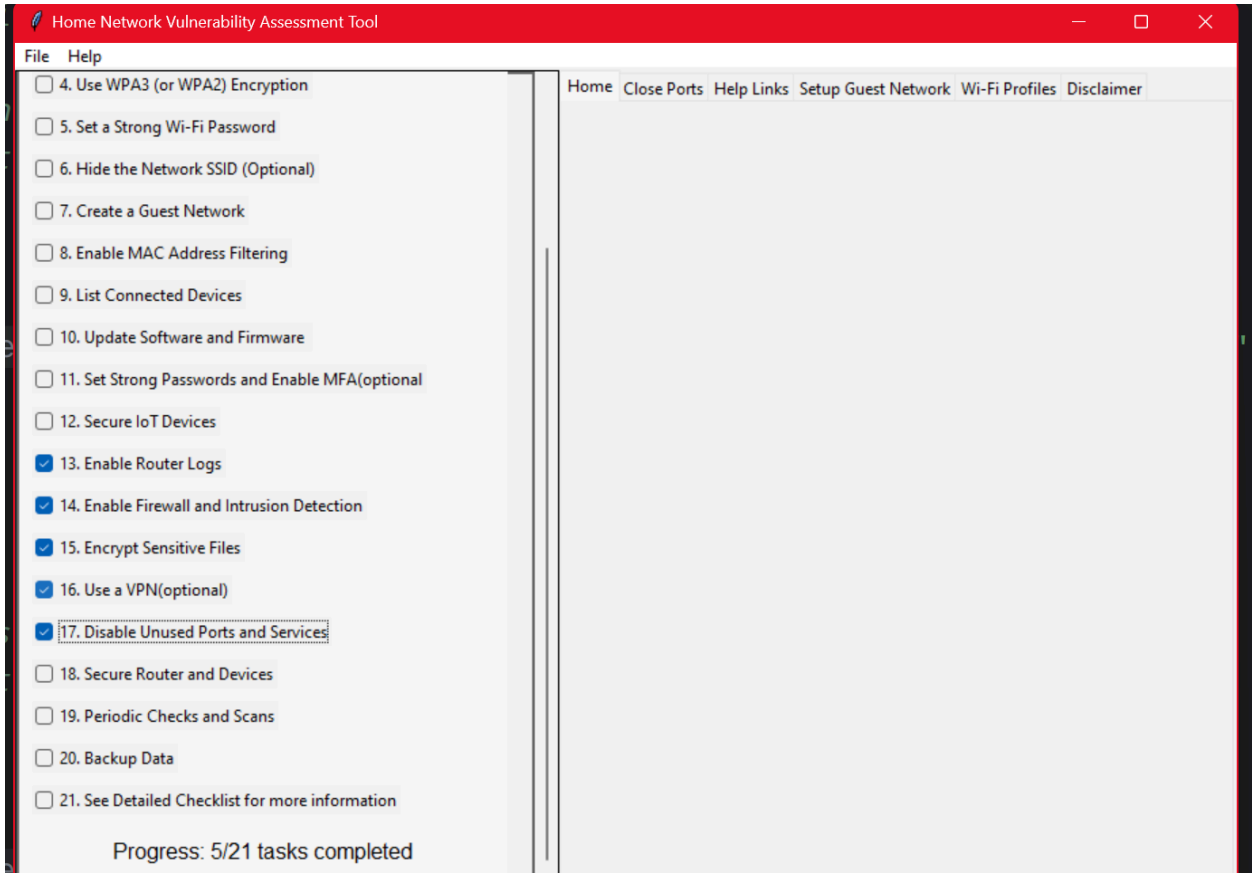 Home Network Vulnerability Assessment Tool
File Help
Home Close Ports Help Links Setup Guest Network Wi-Fi Profiles Disclaimer
4. Use WPA3 (or WPA2) Encryption
5. Set a Strong Wi-Fi Password
6. Hide the Network SSID (Optional)
7. Create a Guest Network
8. Enable MAC Address Filtering
9. List Connected Devices
10. Update Software and Firmware
11. Set Strong Passwords and Enable MFA(optional
12. Secure IoT Devices
13. Enable Router Logs
14. Enable Firewall and Intrusion Detection
15. Encrypt Sensitive Files
16. Use a VPN(optional)
17. Disable Unused Ports and Services
18. Secure Router and Devices
19. Periodic Checks and Scans
20. Backup Data
21. See Detailed Checklist for more information
Progress: 5/21 tasks completed